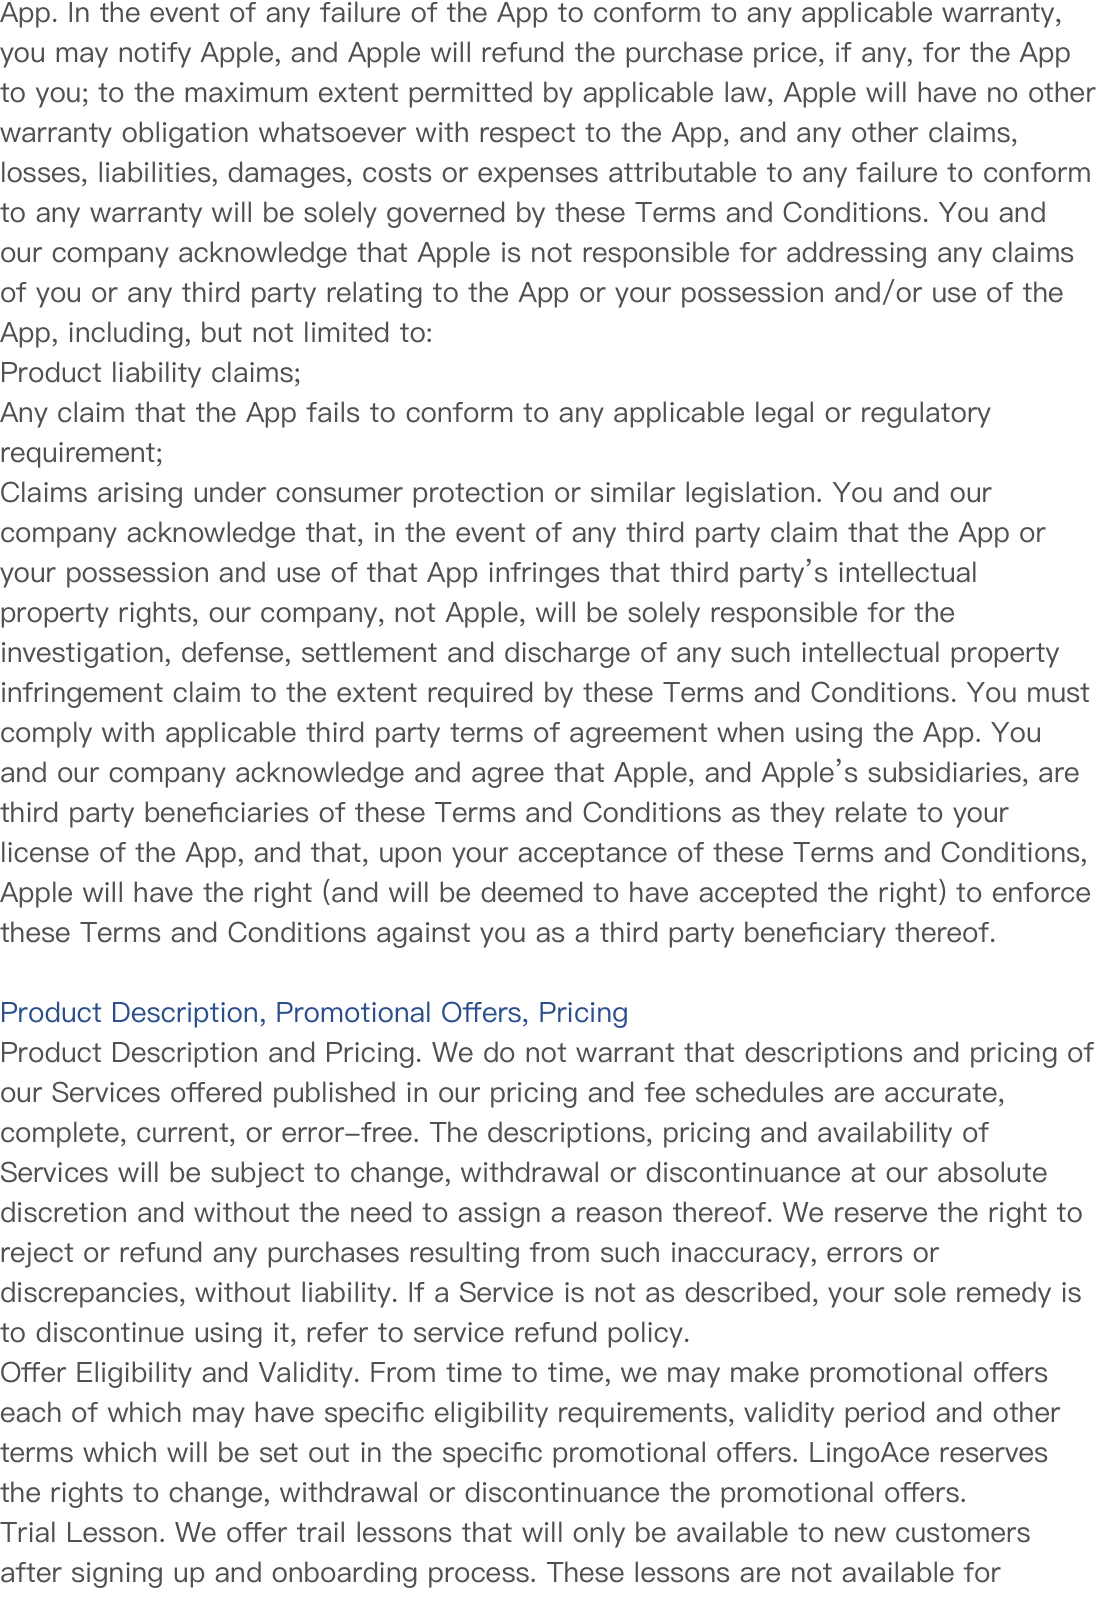 App. In the event of any failure of the App to conform to any applicable warranty,
you may notify Apple, and Apple will refund the purchase price, if any, for the App
to you; to the maximum extent permitted by applicable law, Apple will have no other
warranty obligation whatsoever with respect to the App, and any other claims,
losses, liabilities, damages, costs or expenses attributable to any failure to conform
to any warranty will be solely governed by these Terms and Conditions. You and
our company acknowledge that Apple is not responsible for addressing any claims
of you or any third party relating to the App or your possession and/or use of the
App, including, but not limited to:
Product liability claims;
Any claim that the App fails to conform to any applicable legal or regulatory
requirement;
Claims arising under consumer protection or similar legislation. You and our
company acknowledge that, in the event of any third party claim that the App or
your possession and use of that App infringes that third party’s intellectual
property rights, our company, not Apple, will be solely responsible for the
investigation, defense, settlement and discharge of any such intellectual property
infringement claim to the extent required by these Terms and Conditions. You must
comply with applicable third party terms of agreement when using the App. You
and our company acknowledge and agree that Apple, and Apple’s subsidiaries, are
third party beneficiaries of these Terms and Conditions as they relate to your
license of the App, and that, upon your acceptance of these Terms and Conditions,
Apple will have the right (and will be deemed to have accepted the right) to enforce
these Terms and Conditions against you as a third party beneficiary thereof.
Product Description, Promotional Offers, Pricing
Product Description and Pricing. We do not warrant that descriptions and pricing of
our Services offered published in our pricing and fee schedules are accurate,
complete, current, or error-free. The descriptions, pricing and availability of
Services will be subject to change, withdrawal or discontinuance at our absolute
discretion and without the need to assign a reason thereof. We reserve the right to
reject or refund any purchases resulting from such inaccuracy, errors or
discrepancies, without liability. If a Service is not as described, your sole remedy is
to discontinue using it, refer to service refund policy.
Offer Eligibility and Validity. From time to time, we may make promotional offers
each of which may have specific eligibility requirements, validity period and other
terms which will be set out in the specific promotional offers. LingoAce reserves
the rights to change, withdrawal or discontinuance the promotional offers.
Trial Lesson. We offer trail lessons that will only be available to new customers
after signing up and onboarding process. These lessons are not available for